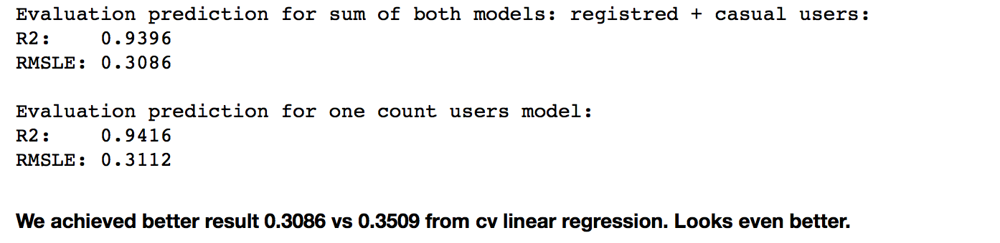 Evaluation prediction for sum of both models: registred + casual users:
R2:    0.9396
RMSLE: 0.3086
Evaluation prediction for one count users model:
R2:    0.9416
RMSLE: 0.3112
We achieved better result 0.3086 vs 0.3509 from cv linear regression. Looks even better.